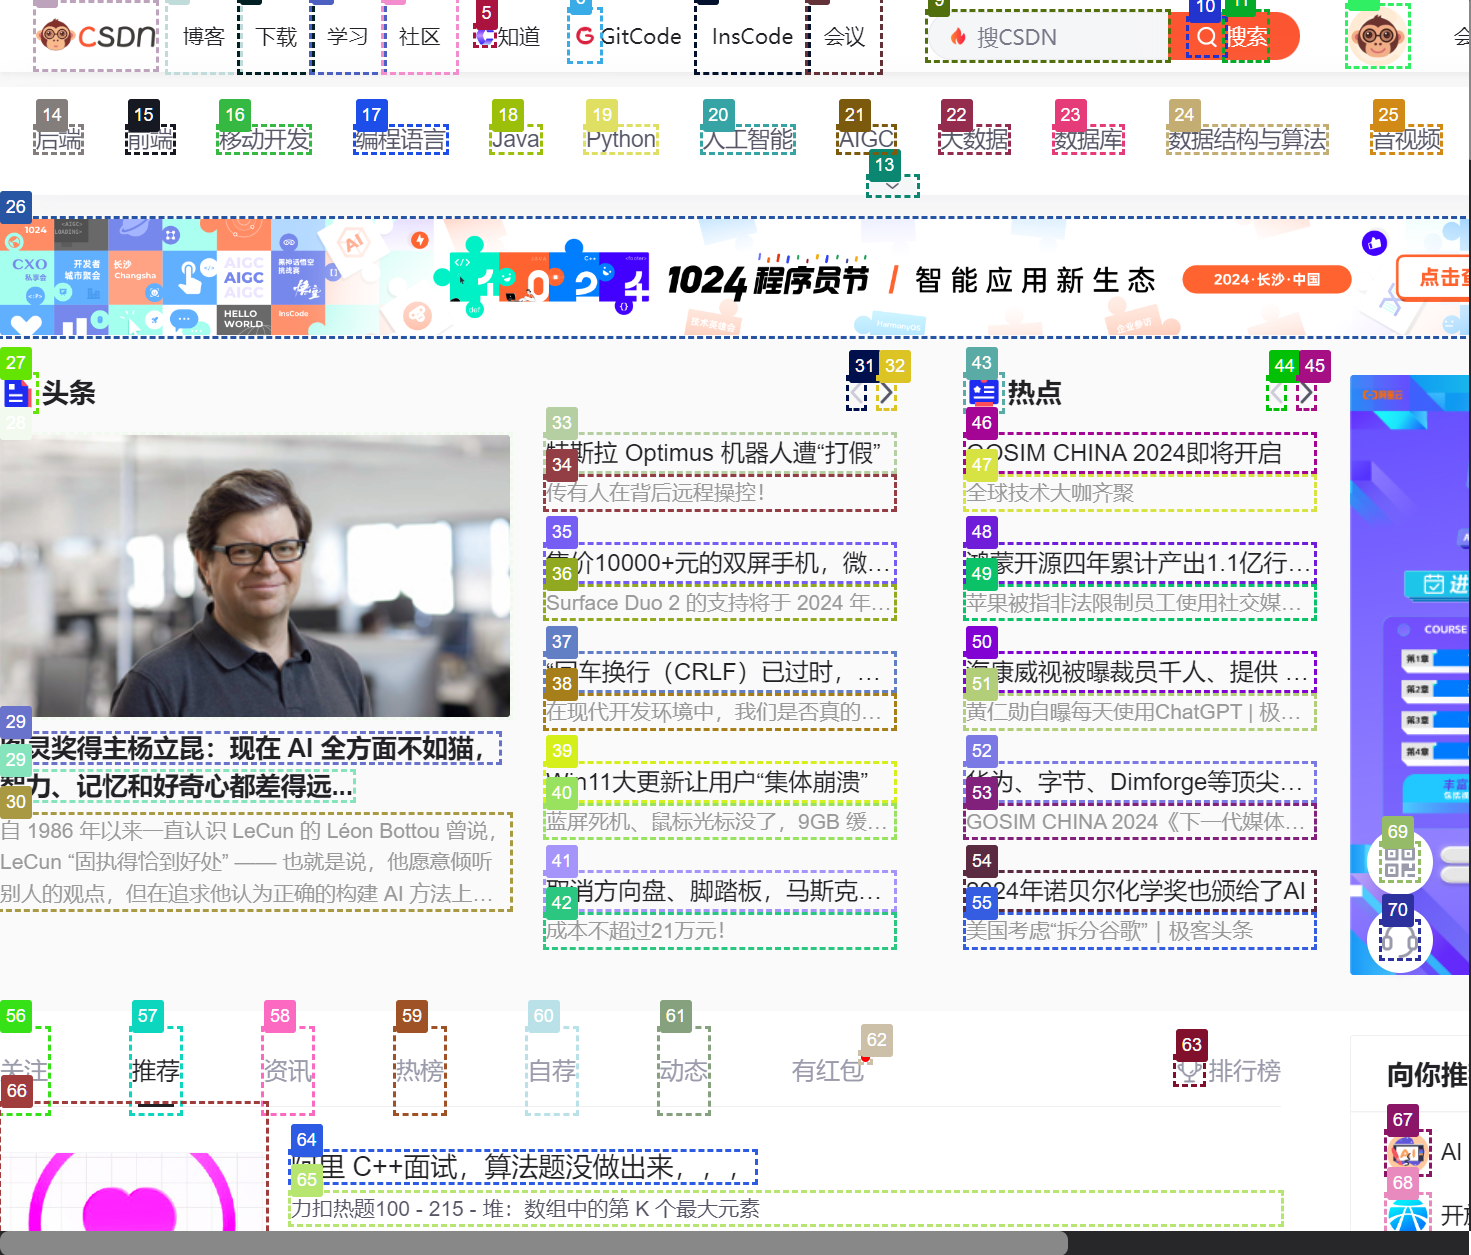 CSDN 博客 下载 学习 社区 5 知道 GitCode InsCode 会议 9 搜CSDN 10 11 搜索
14 15 16 17 18 19 20 21 22 23 24 25
后端 前端 移动开发 编程语言 Java Python 人工智能 AIGC 大数据 数据库 数据结构与算法 音视频
13
26
1024 CXO 私享会 开发者 城市聚会 长沙 Changsha AIGC AIGC AIGC HELLO WORLD InsCode AI
1024 程序员节 / 智能应用新生态 2024·长沙·中国
技术英雄会 HarmonyOS 企业参访
27 头条 31 32
28
29
图灵奖得主杨立昆：现在 AI 全方面不如猫，
29
智力、记忆和好奇心都差得远...
30
自 1986 年以来一直认识 LeCun 的 Léon Bottou 曾说，
LeCun “固执得恰到好处” —— 也就是说，他愿意倾听
别人的观点，但在追求他认为正确的构建 AI 方法上...
33
特斯拉 Optimus 机器人遭“打假”
34
传有人在背后远程操控！
35
售价10000+元的双屏手机，微...
36
Surface Duo 2 的支持将于 2024 年...
37
“回车换行（CRLF）已过时，...
38
在现代开发环境中，我们是否真的...
39
Win11大更新让用户“集体崩溃”
40
蓝屏死机、鼠标光标没了，9GB 缓...
41
取消方向盘、脚踏板，马斯克...
42
成本不超过21万元！
43 热点 44 45
46
GOSIM CHINA 2024即将开启
47
全球技术大咖齐聚
48
鸿蒙开源四年累计产出1.1亿行...
49
苹果被指非法限制员工使用社交媒...
50
海康威视被曝裁员千人、提供 ...
51
黄仁勋自曝每天使用ChatGPT | 极...
52
华为、字节、Dimforge等顶尖...
53
GOSIM CHINA 2024《下一代媒体...
54
2024年诺贝尔化学奖也颁给了AI
55
美国考虑“拆分谷歌” | 极客头条
阿里云
COURSE
第1章
第2章
第3章
第4章
丰富
69
70
56 57 58 59 60 61 62 63
关注 推荐 资讯 热榜 自荐 动态 有红包 排行榜
66
64
阿里 C++面试，算法题没做出来，，，
65
力扣热题100 - 215 - 堆：数组中的第 K 个最大元素
向你推
67
AI
68